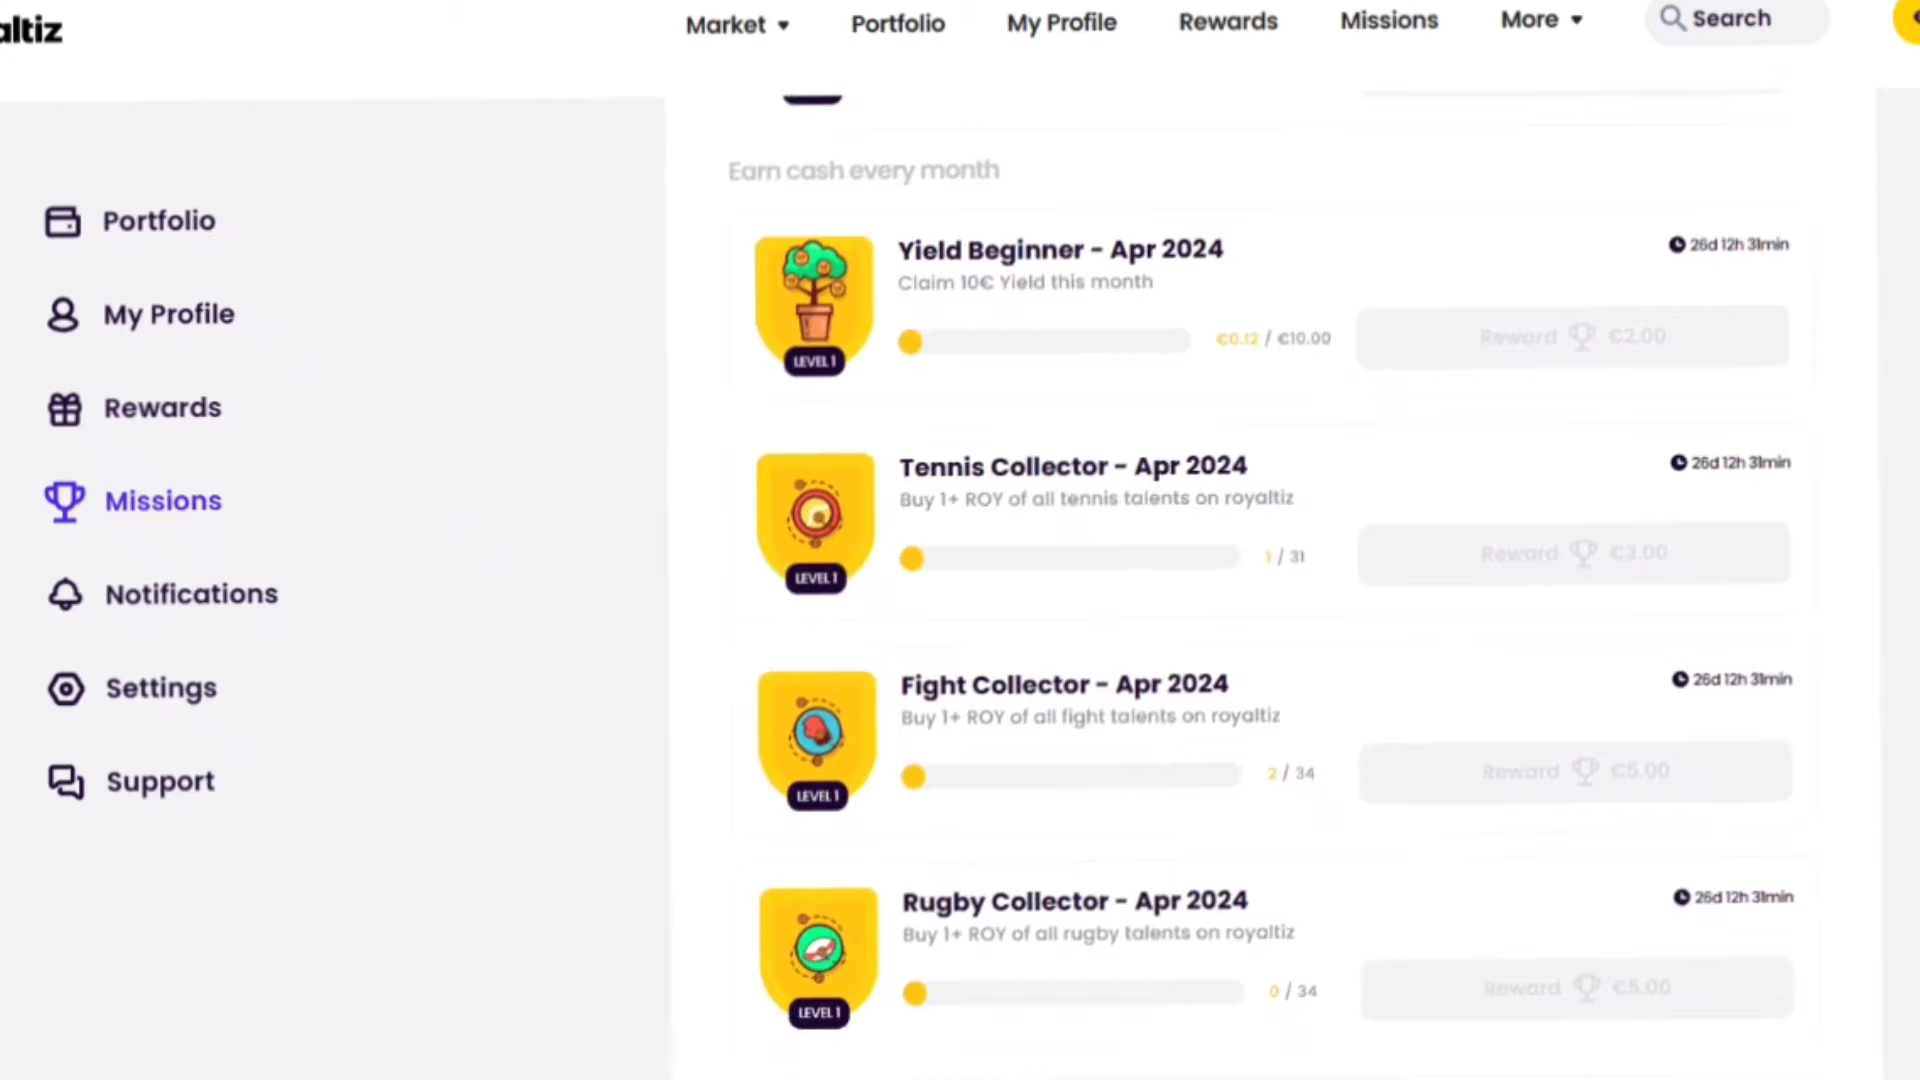 altiz
Market
Portfolio
My Profile
Rewards
Missions
More
Search
Portfolio
My Profile
Rewards
Missions
Notifications
Settings
Support
Earn cash every month
Yield Beginner - Apr 2024
26d 12h 31min
Claim 10€ Yield this month
€0.12 / €10.00
Reward €2.00
LEVEL 1
Tennis Collector - Apr 2024
26d 12h 31min
Buy 1+ ROY of all tennis talents on royaltiz
1 / 31
Reward €3.00
LEVEL 1
Fight Collector - Apr 2024
26d 12h 31min
Buy 1+ ROY of all fight talents on royaltiz
2 / 34
Reward €5.00
LEVEL 1
Rugby Collector - Apr 2024
26d 12h 31min
Buy 1+ ROY of all rugby talents on royaltiz
0 / 34
Reward €5.00
LEVEL 1